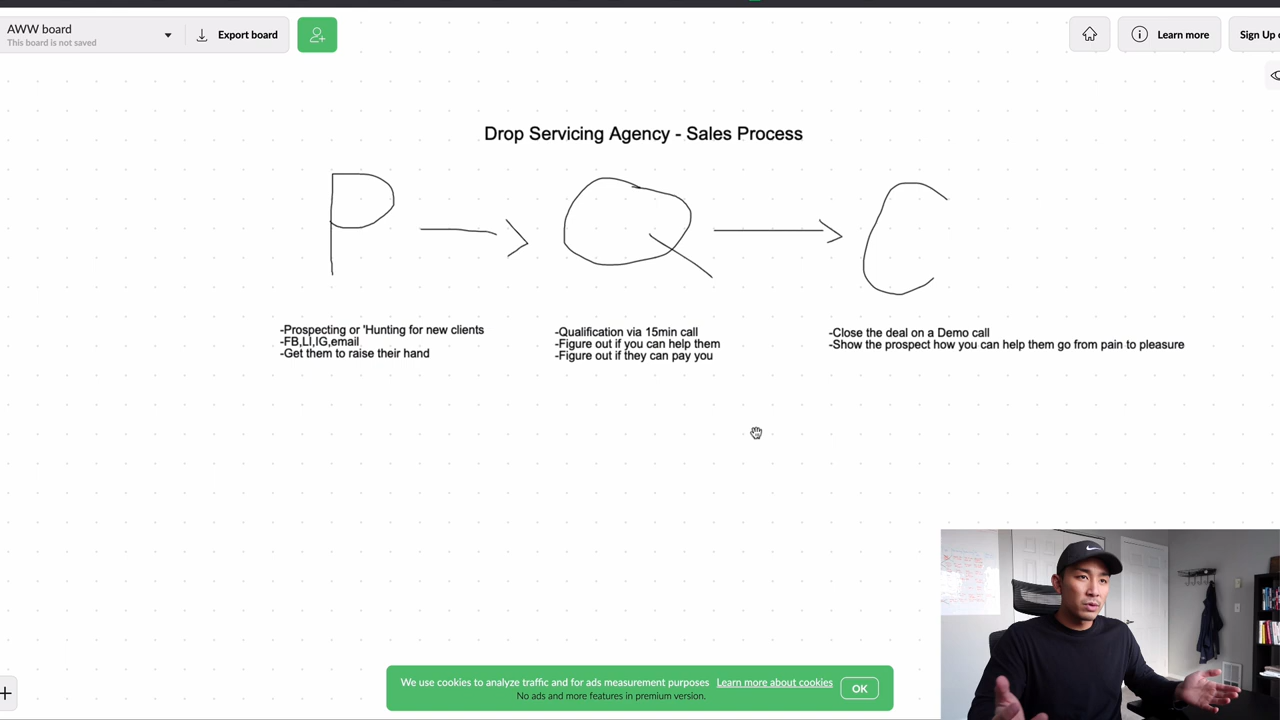 AWW board
This board is not saved
Export board
Learn more
Sign Up
Drop Servicing Agency - Sales Process
P
Q
C
-Prospecting or 'Hunting for new clients
-FB,LI,IG,email
-Get them to raise their hand
-Qualification via 15min call
-Figure out if you can help them
-Figure out if they can pay you
-Close the deal on a Demo call
-Show the prospect how you can help them go from pain to pleasure
We use cookies to analyze traffic and for ads measurement purposes Learn more about cookies
No ads and more features in premium version.
OK